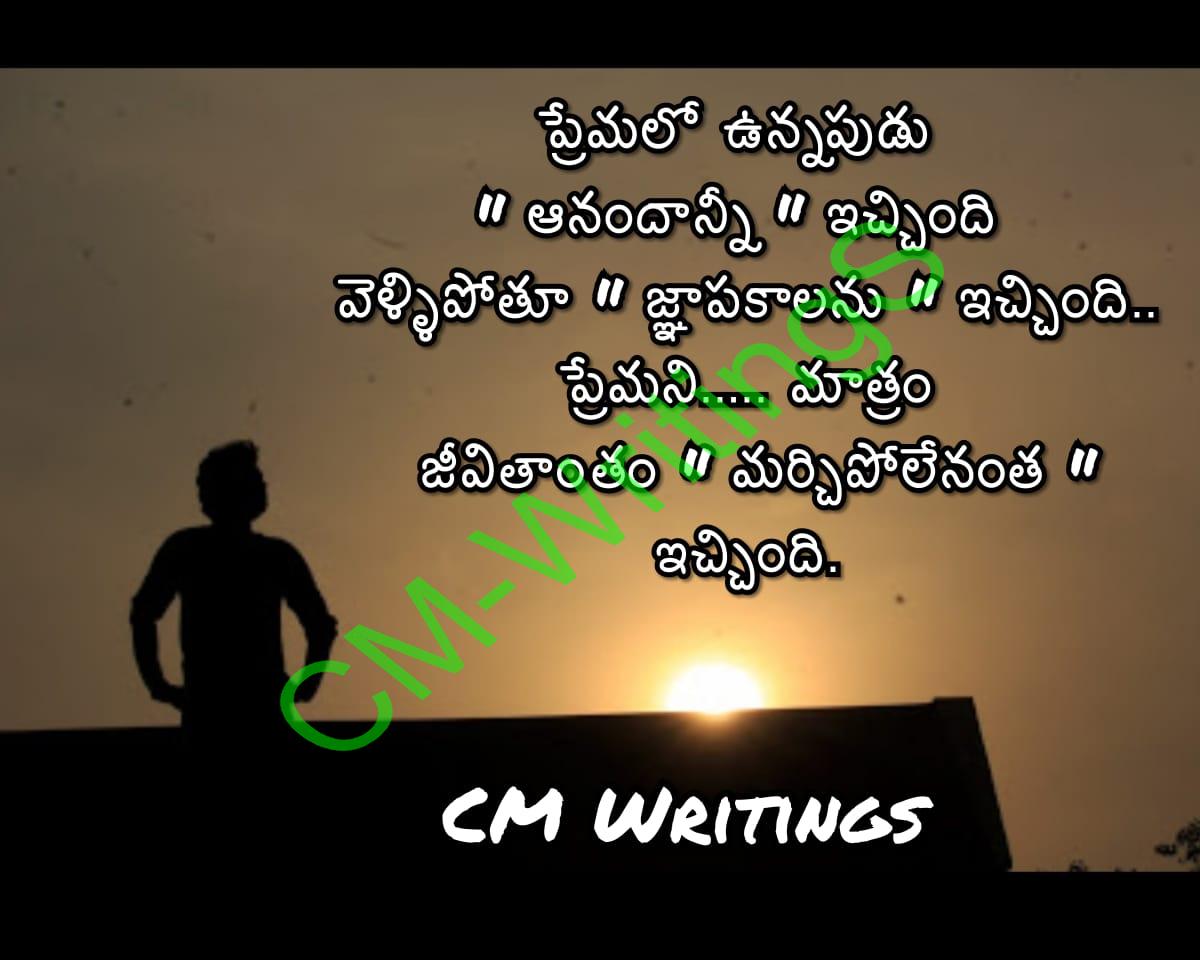 ప్రేమలో ఉన్నపుడు
" ఆనందాన్నీ " ఇచ్చింది
వెళ్ళిపోతూ " జ్ఞాపకాలను " ఇచ్చింది..
ప్రేమని..... మాత్రం
జీవితాంతం " మర్చిపోలేనంత "
ఇచ్చింది.
CM-WritingS
CM WRITINGS